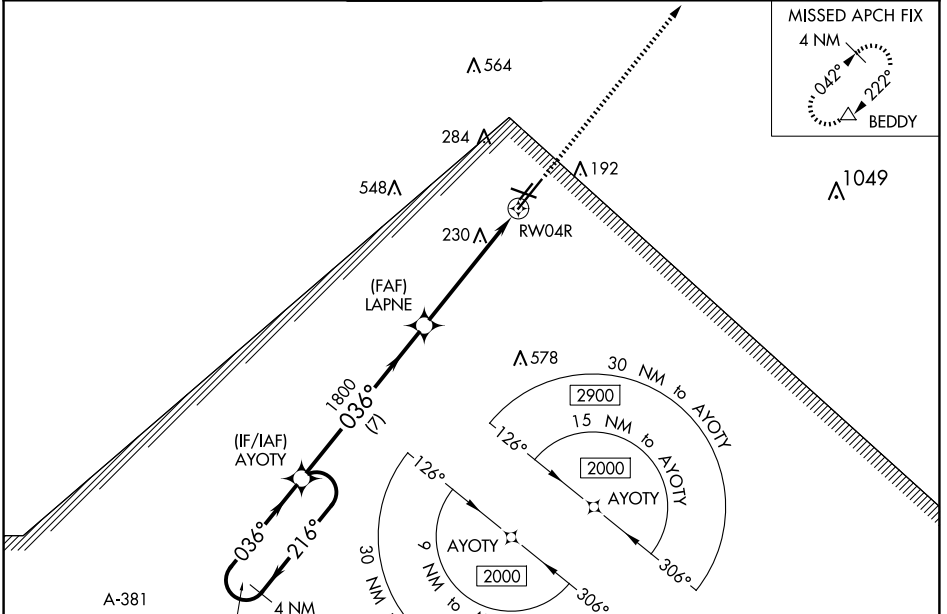 MISSED APCH FIX
4 NM
042°
222°
BEDDY
564
284
192
548
1049
230
RW04R
(FAF)
LAPNE
578
30 NM to AYOTY
2900
1800
036°
(7)
126°
15 NM to AYOTY
2000
(IF/IAF)
AYOTY
126°
AYOTY
AYOTY
036°
216°
30 NM
9 NM to
2000
306°
306°
A-381
4 NM